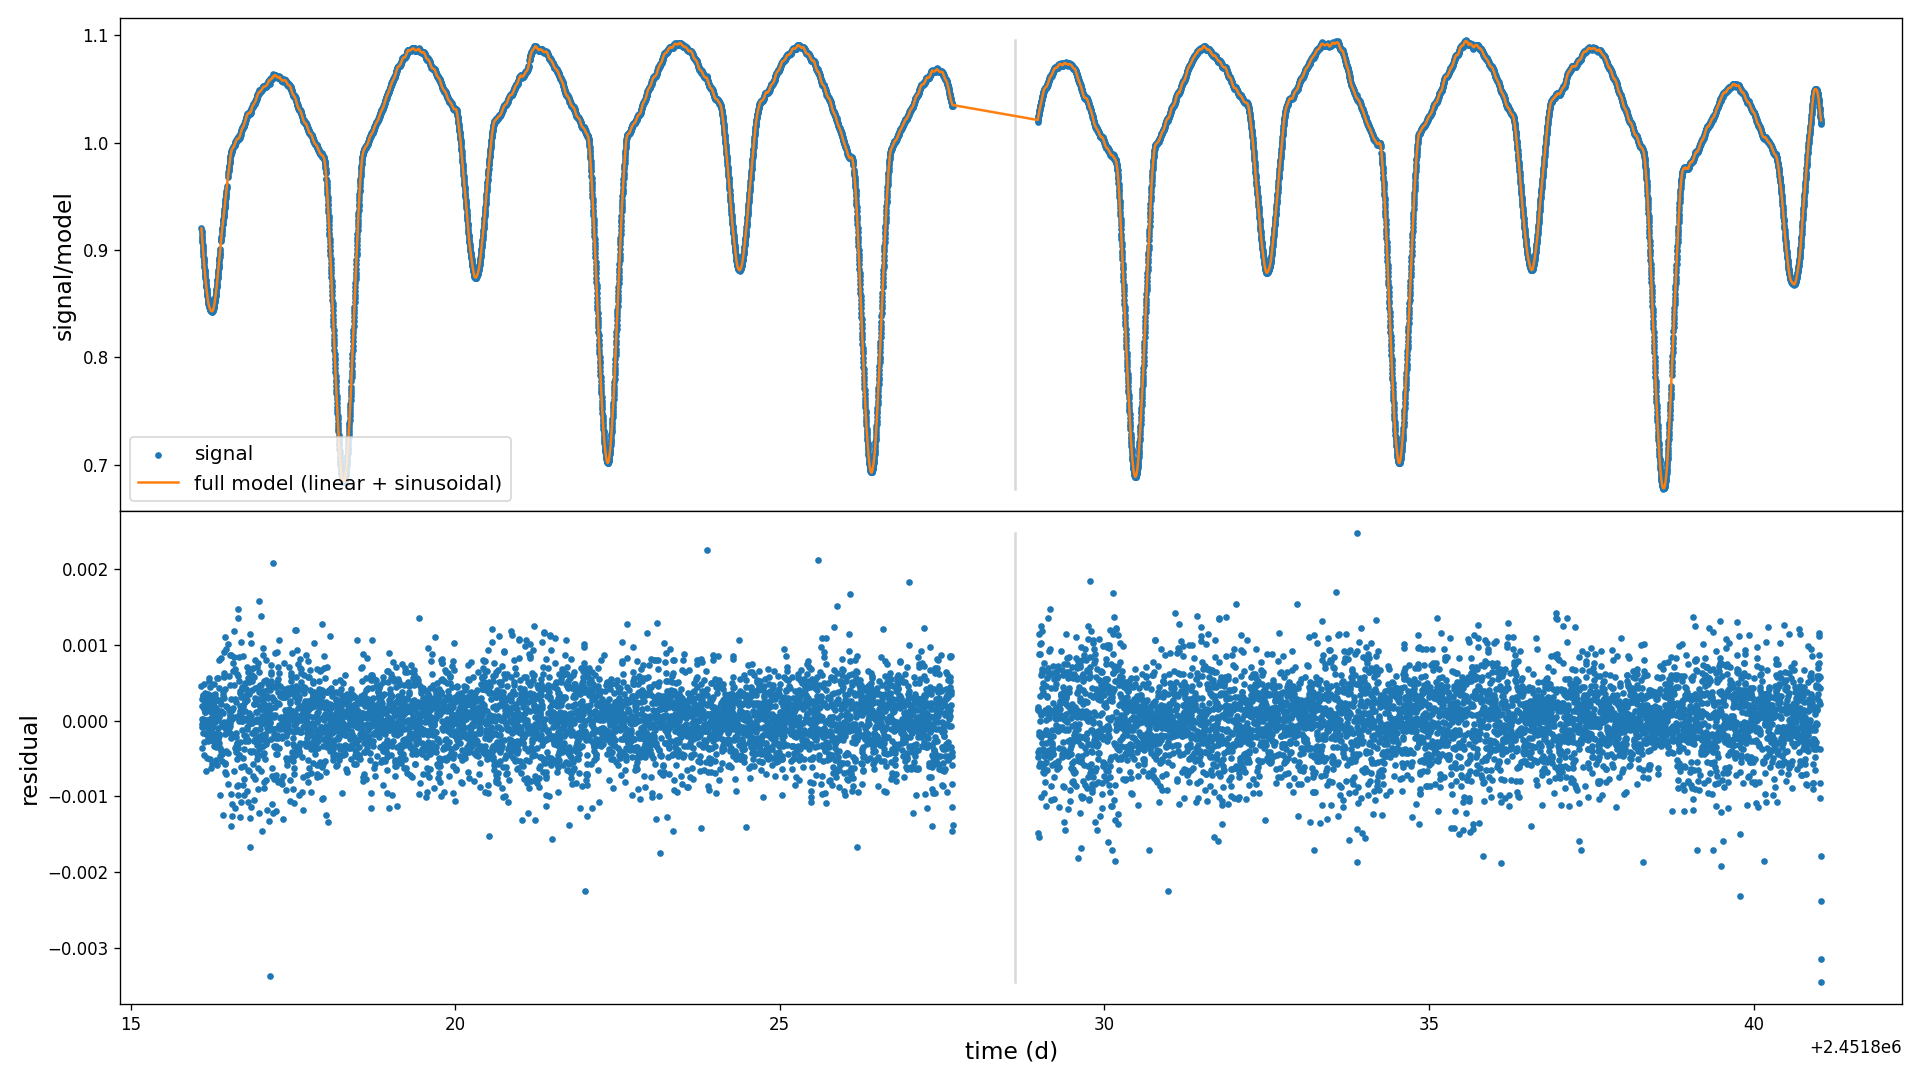 1.1
1.0
0.9
0.8
0.7
signal/model
signal
full model (linear + sinusoidal)
0.002
0.001
0.000
−0.001
−0.002
−0.003
residual
15 20 25 30 35 40
time (d)
+2.4518e6